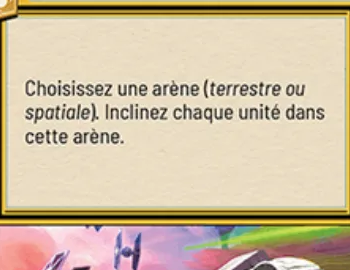 Choisissez une arène (terrestre ou
spatiale). Inclinez chaque unité dans
cette arène.